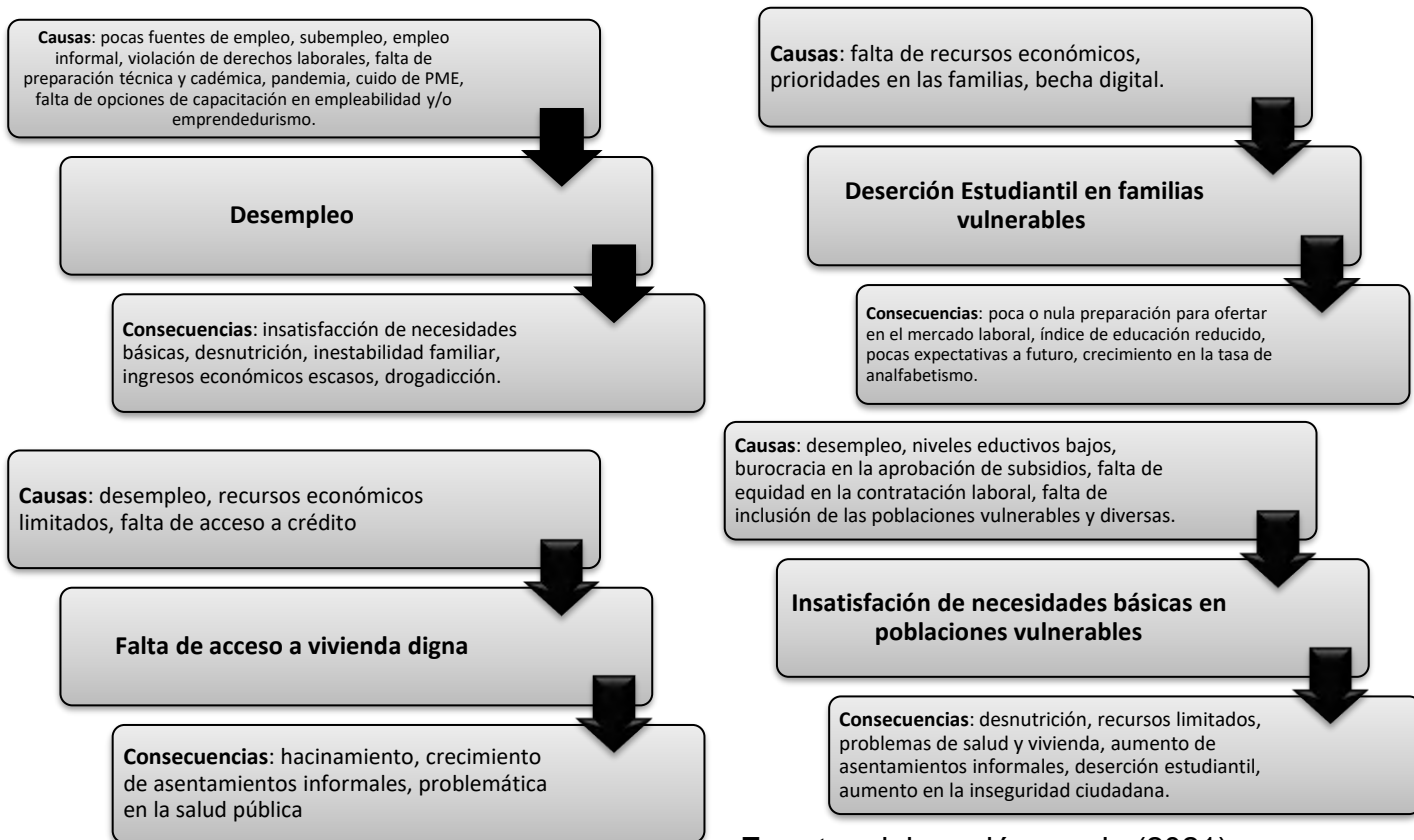 Causas: pocas fuentes de empleo, subempleo, empleo
informal, violación de derechos laborales, falta de
preparación técnica y cadémica, pandemia, cuido de PME,
falta de opciones de capacitación en empleabilidad y/o
emprendedurismo.
Desempleo
Consecuencias: insatisfacción de necesidades
básicas, desnutrición, inestabilidad familiar,
ingresos económicos escasos, drogadicción.
Causas: falta de recursos económicos,
prioridades en las familias, becha digital.
Deserción Estudiantil en familias
vulnerables
Consecuencias: poca o nula preparación para ofertar
en el mercado laboral, índice de educación reducido,
pocas expectativas a futuro, crecimiento en la tasa de
analfabetismo.
Causas: desempleo, recursos económicos
limitados, falta de acceso a crédito
Falta de acceso a vivienda digna
Consecuencias: hacinamiento, crecimiento
de asentamientos informales, problemática
en la salud pública
Causas: desempleo, niveles eductivos bajos,
burocracia en la aprobación de subsidios, falta de
equidad en la contratación laboral, falta de
inclusión de las poblaciones vulnerables y diversas.
Insatisfación de necesidades básicas en
poblaciones vulnerables
Consecuencias: desnutrición, recursos limitados,
problemas de salud y vivienda, aumento de
asentamientos informales, deserción estudiantil,
aumento en la inseguridad ciudadana.